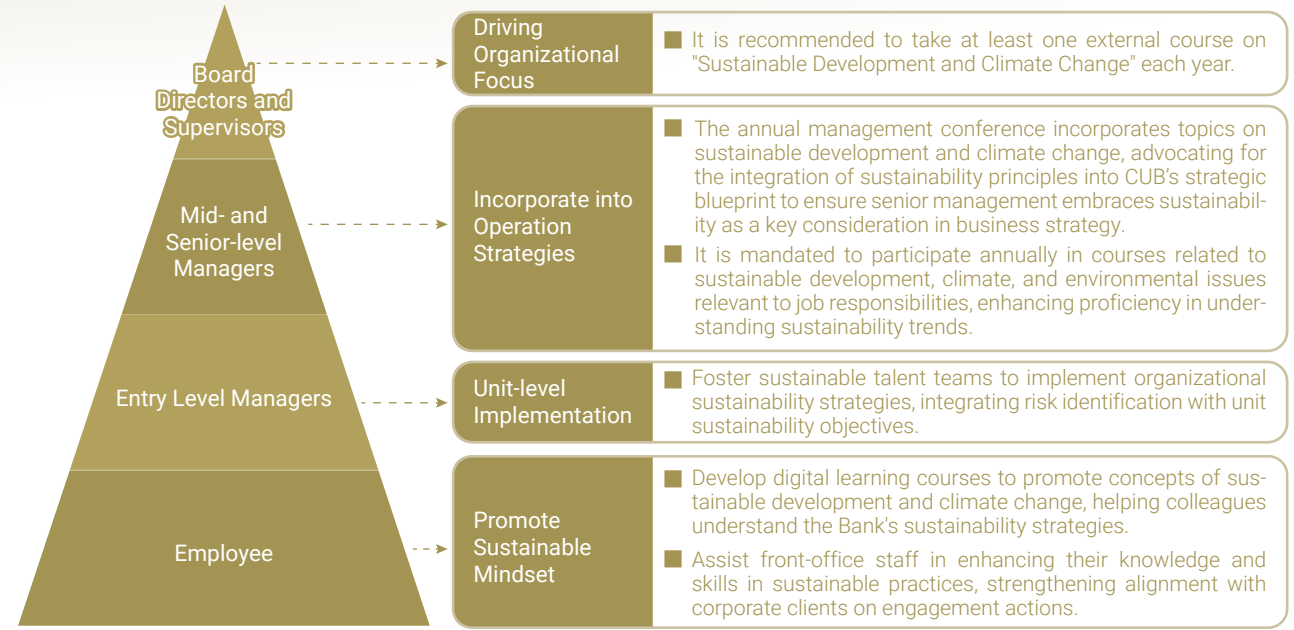 Board
Directors and
Supervisors
Driving
Organizational
Focus
■ It is recommended to take at least one external course on
"Sustainable Development and Climate Change" each year.
Mid- and
Senior-level
Managers
Incorporate into
Operation
Strategies
■ The annual management conference incorporates topics on
sustainable development and climate change, advocating for
the integration of sustainability principles into CUB’s strategic
blueprint to ensure senior management embraces sustainabil-
ity as a key consideration in business strategy.
■ It is mandated to participate annually in courses related to
sustainable development, climate, and environmental issues
relevant to job responsibilities, enhancing proficiency in under-
standing sustainability trends.
Entry Level Managers
Unit-level
Implementation
■ Foster sustainable talent teams to implement organizational
sustainability strategies, integrating risk identification with unit
sustainability objectives.
Employee
Promote
Sustainable
Mindset
■ Develop digital learning courses to promote concepts of sus-
tainable development and climate change, helping colleagues
understand the Bank's sustainability strategies.
■ Assist front-office staff in enhancing their knowledge and
skills in sustainable practices, strengthening alignment with
corporate clients on engagement actions.